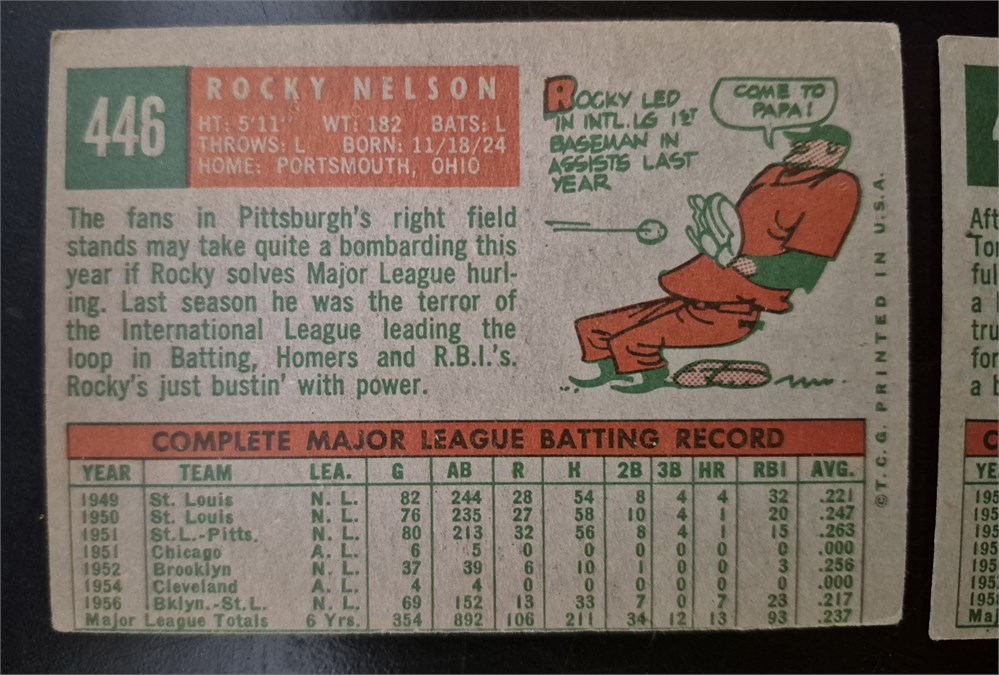 446
ROCKY NELSON
HT: 5'11" WT: 182 BATS: L
THROWS: L BORN: 11/18/24
HOME: PORTSMOUTH, OHIO
The fans in Pittsburgh's right field
stands may take quite a bombarding this
year if Rocky solves Major League hurl-
ing. Last season he was the terror of
the International League leading the
loop in Batting, Homers and R.B.I.'s.
Rocky's just bustin' with power.
ROCKY LED
IN INTL. LG 1ST
BASEMAN IN
ASSISTS LAST
YEAR
COME TO
PAPA!
© T. C. G. PRINTED IN U.S.A.
COMPLETE MAJOR LEAGUE BATTING RECORD
YEAR TEAM LEA. G AB R H 2B 3B HR RBI AVG.
1949 St. Louis N. L. 82 244 28 54 8 4 4 32 .221
1950 St. Louis N. L. 76 235 27 58 10 4 1 20 .247
1951 St.L.-Pitts. N. L. 80 213 32 56 8 4 1 15 .263
1951 Chicago A. L. 6 5 0 0 0 0 0 0 .000
1952 Brooklyn N. L. 37 39 6 10 1 0 0 3 .256
1954 Cleveland A. L. 4 4 0 0 0 0 0 0 .000
1956 Bklyn.-St.L. N. L. 69 152 13 33 7 0 7 23 .217
Major League Totals 6 Yrs. 354 892 106 211 34 12 13 93 .237